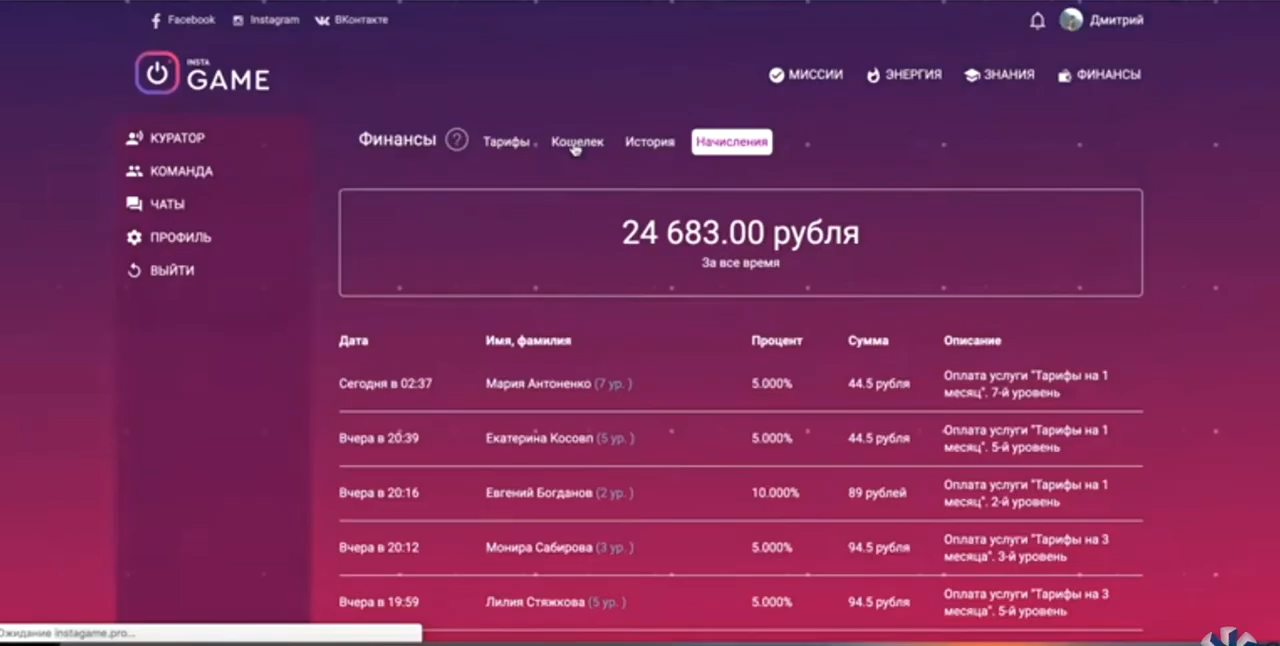 Facebook Instagram ВКонтакте
Дмитрий
INSTA
GAME
МИССИИ ЭНЕРГИЯ ЗНАНИЯ ФИНАНСЫ
КУРАТОР
КОМАНДА
ЧАТЫ
ПРОФИЛЬ
ВЫЙТИ
Финансы ? Тарифы Кошелек История Начисления
24 683.00 рубля
За все время
Дата Имя, фамилия Процент Сумма Описание
Сегодня в 02:37 Мария Антоненко (7 ур. ) 5.000% 44.5 рубля Оплата услуги "Тарифы на 1
месяц". 7-й уровень
Вчера в 20:39 Екатерина Косовп (5 ур. ) 5.000% 44.5 рубля Оплата услуги "Тарифы на 1
месяц". 5-й уровень
Вчера в 20:16 Евгений Богданов (2 ур. ) 10.000% 89 рублей Оплата услуги "Тарифы на 1
месяц". 2-й уровень
Вчера в 20:12 Монира Сабирова (3 ур. ) 5.000% 94.5 рубля Оплата услуги "Тарифы на 3
месяца". 3-й уровень
Вчера в 19:59 Лилия Стяжкова (5 ур. ) 5.000% 94.5 рубля Оплата услуги "Тарифы на 3
месяца". 5-й уровень
Ожидание instagame.pro...